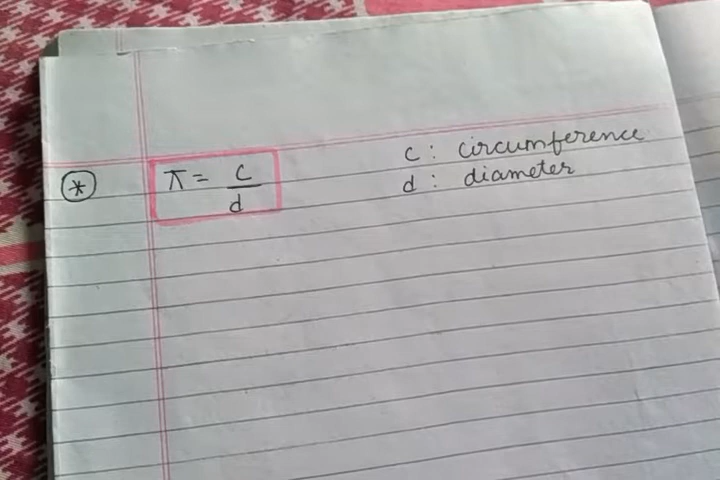 * π = c/d
c : circumference
d : diameter